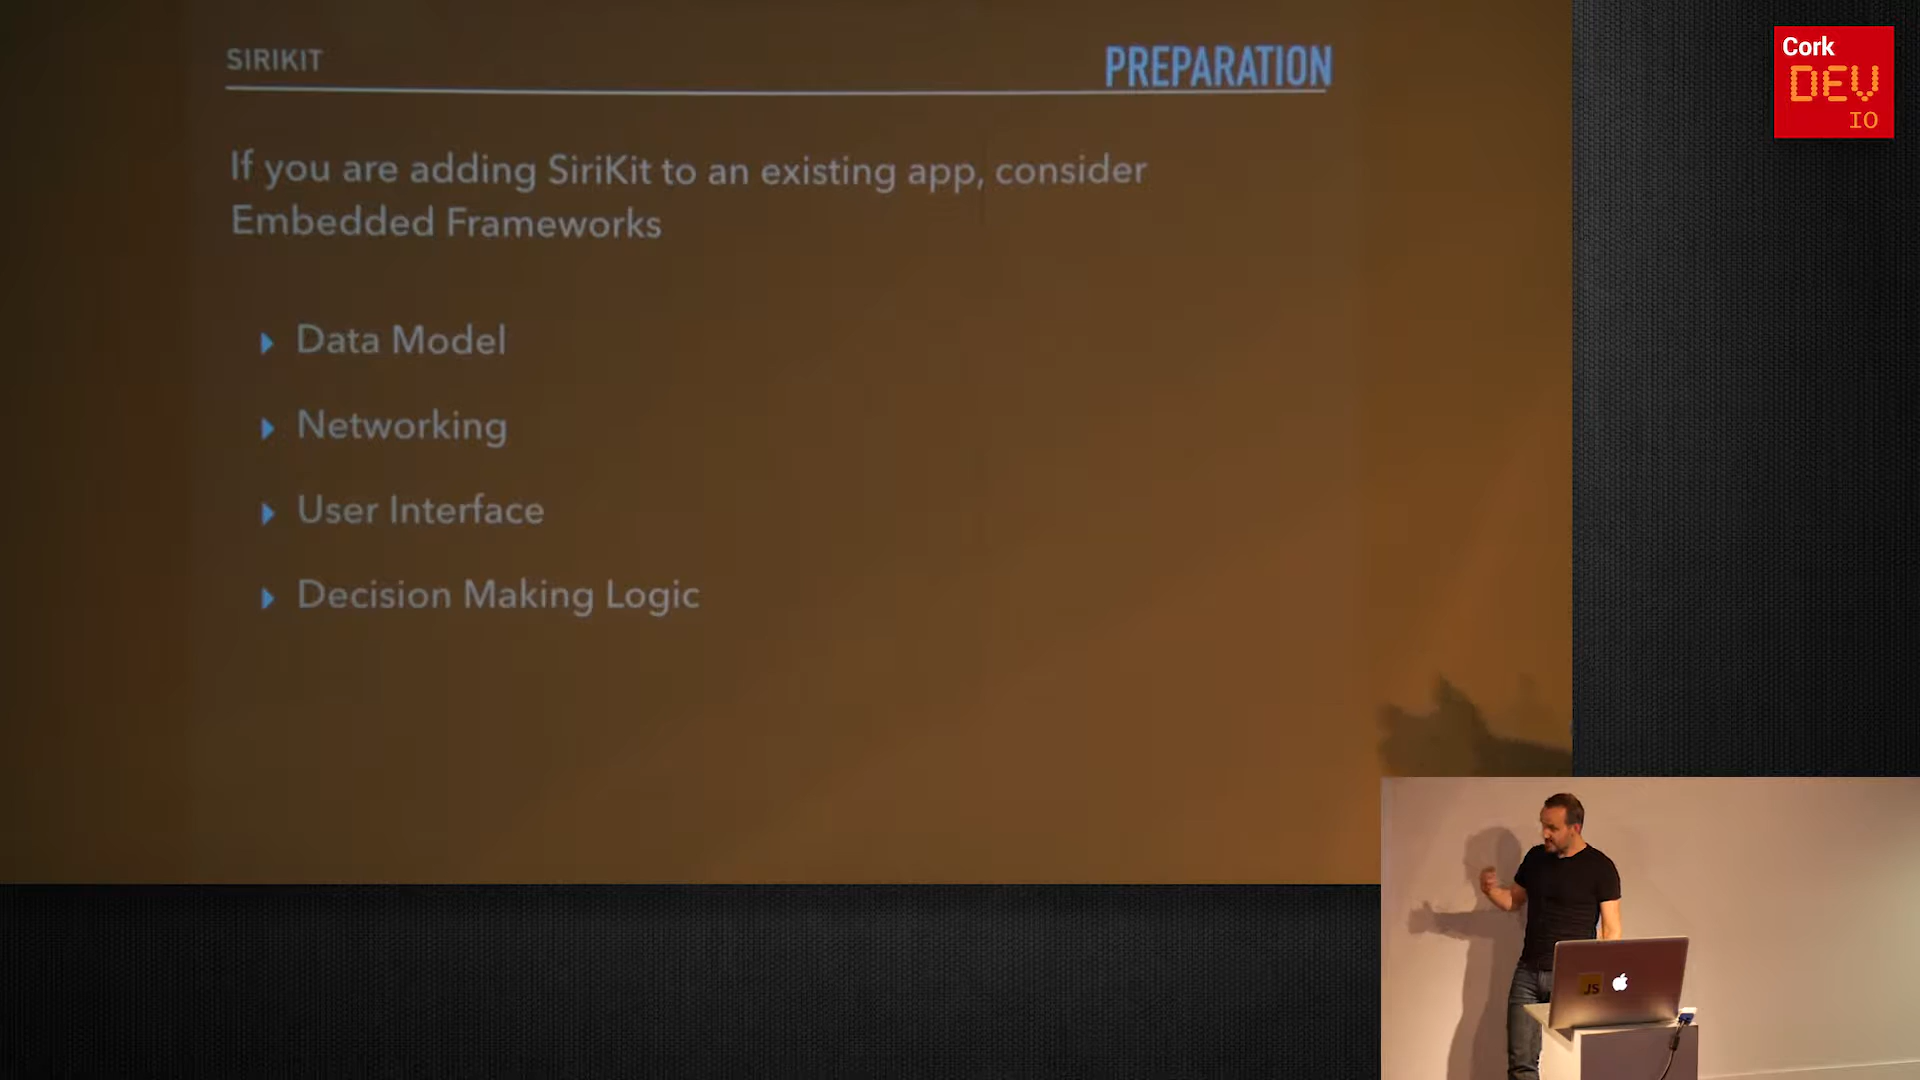 SIRIKIT
PREPARATION
If you are adding SiriKit to an existing app, consider
Embedded Frameworks
Data Model
Networking
User Interface
Decision Making Logic
Cork
DEV
IO
JS